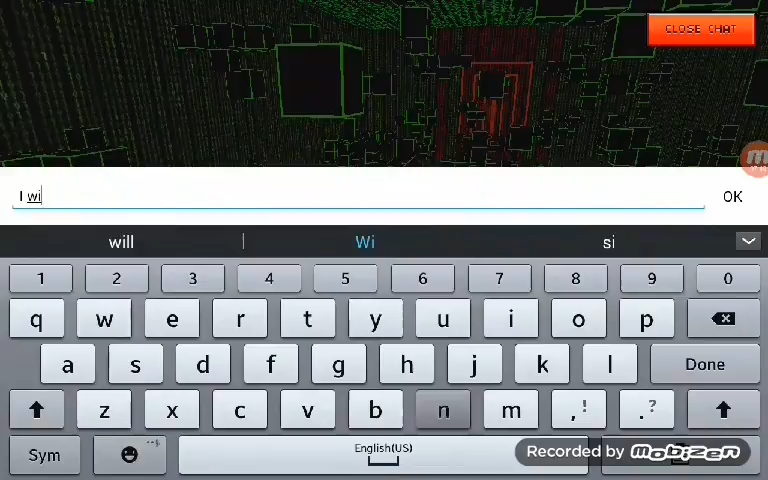 CLOSE CHAT
I wi
OK
will Wi si
1 2 3 4 5 6 7 8 9 0
q w e r t y u i o p
a s d f g h j k l Done
z x c v b n m , ! . ?
Sym English(US)
Recorded by mobizen